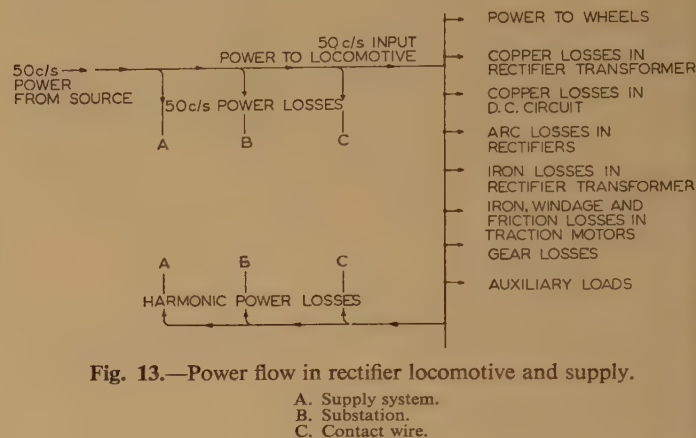 50c/s INPUT
POWER TO LOCOMOTIVE
50c/s
POWER
FROM SOURCE
50c/s POWER LOSSES
A B C
POWER TO WHEELS
COPPER LOSSES IN
RECTIFIER TRANSFORMER
COPPER LOSSES IN
D.C. CIRCUIT
ARC LOSSES IN
RECTIFIERS
IRON LOSSES IN
RECTIFIER TRANSFORMER
IRON, WINDAGE AND
FRICTION LOSSES IN
TRACTION MOTORS
GEAR LOSSES
AUXILIARY LOADS
A B C
HARMONIC POWER LOSSES
Fig. 13.—Power flow in rectifier locomotive and supply.
A. Supply system.
B. Substation.
C. Contact wire.